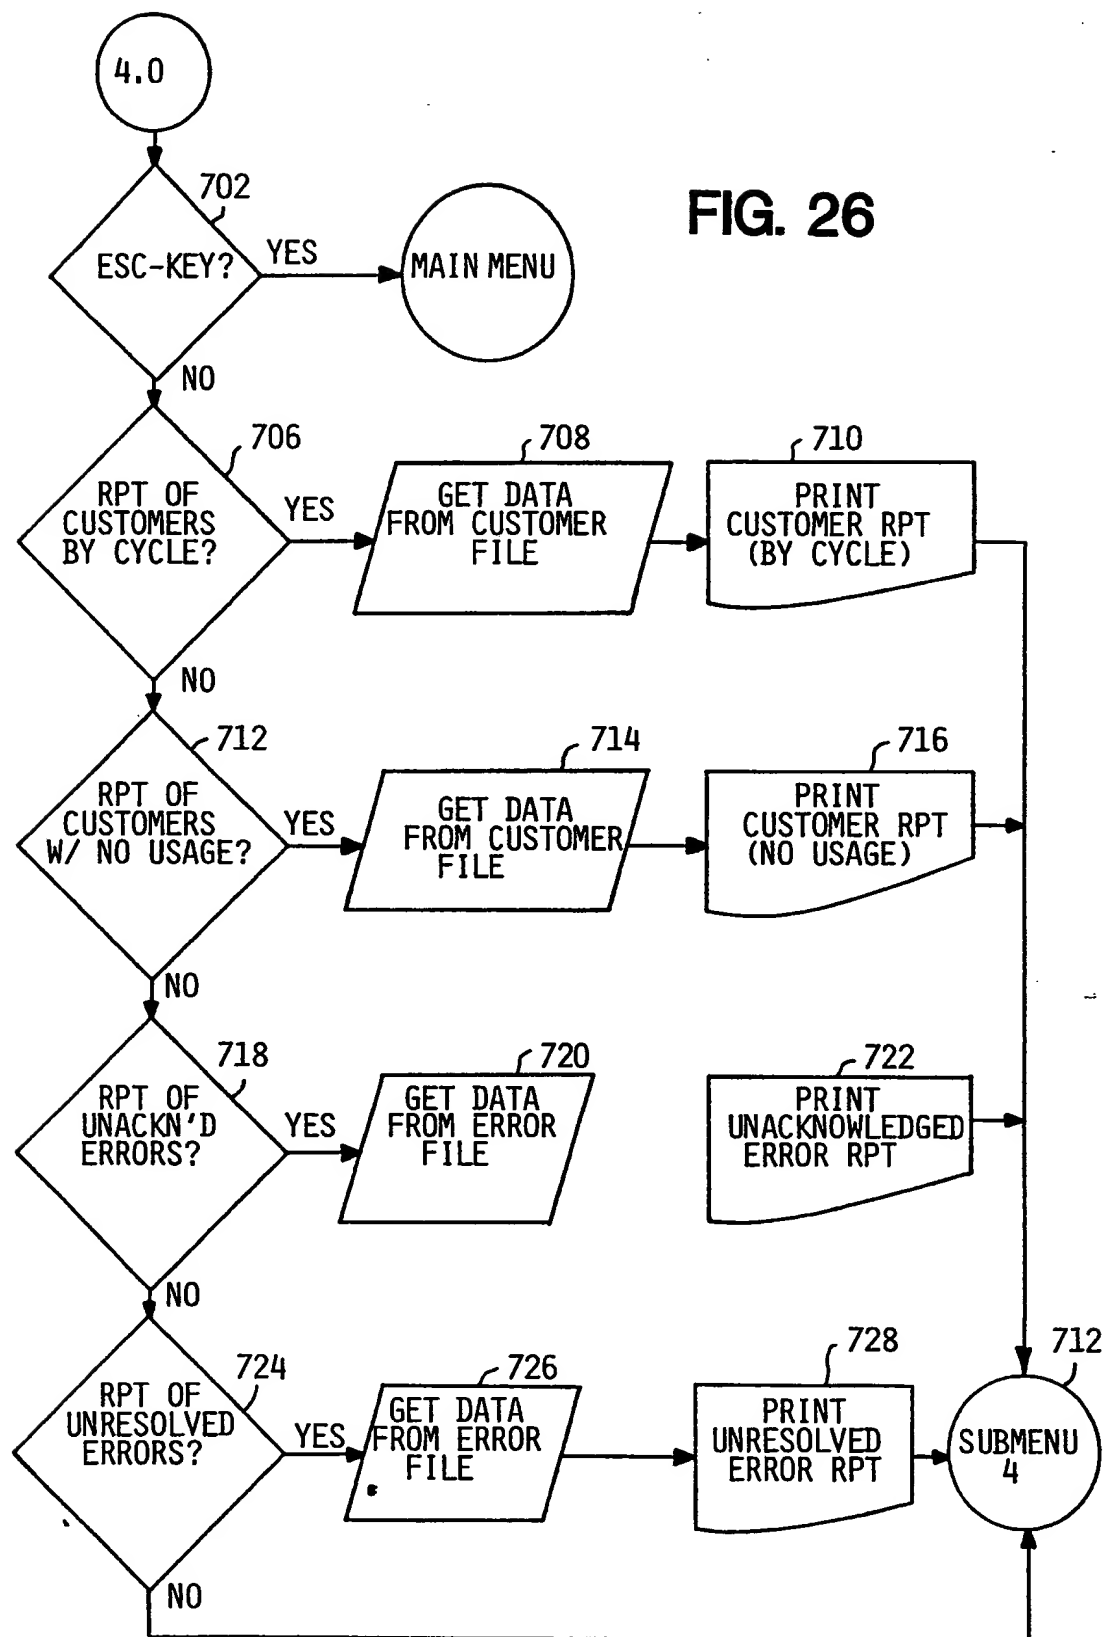 4.0
702
FIG. 26
ESC-KEY?
YES
MAIN MENU
NO
706
708
710
RPT OF
CUSTOMERS
BY CYCLE?
YES
GET DATA
FROM CUSTOMER
FILE
PRINT
CUSTOMER RPT
(BY CYCLE)
NO
712
714
716
RPT OF
CUSTOMERS
W/ NO USAGE?
YES
GET DATA
FROM CUSTOMER
FILE
PRINT
CUSTOMER RPT
(NO USAGE)
NO
718
720
722
RPT OF
UNACKN'D
ERRORS?
YES
GET DATA
FROM ERROR
FILE
PRINT
UNACKNOWLEDGED
ERROR RPT
NO
724
726
728
712
RPT OF
UNRESOLVED
ERRORS?
YES
GET DATA
FROM ERROR
FILE
PRINT
UNRESOLVED
ERROR RPT
SUBMENU
4
NO